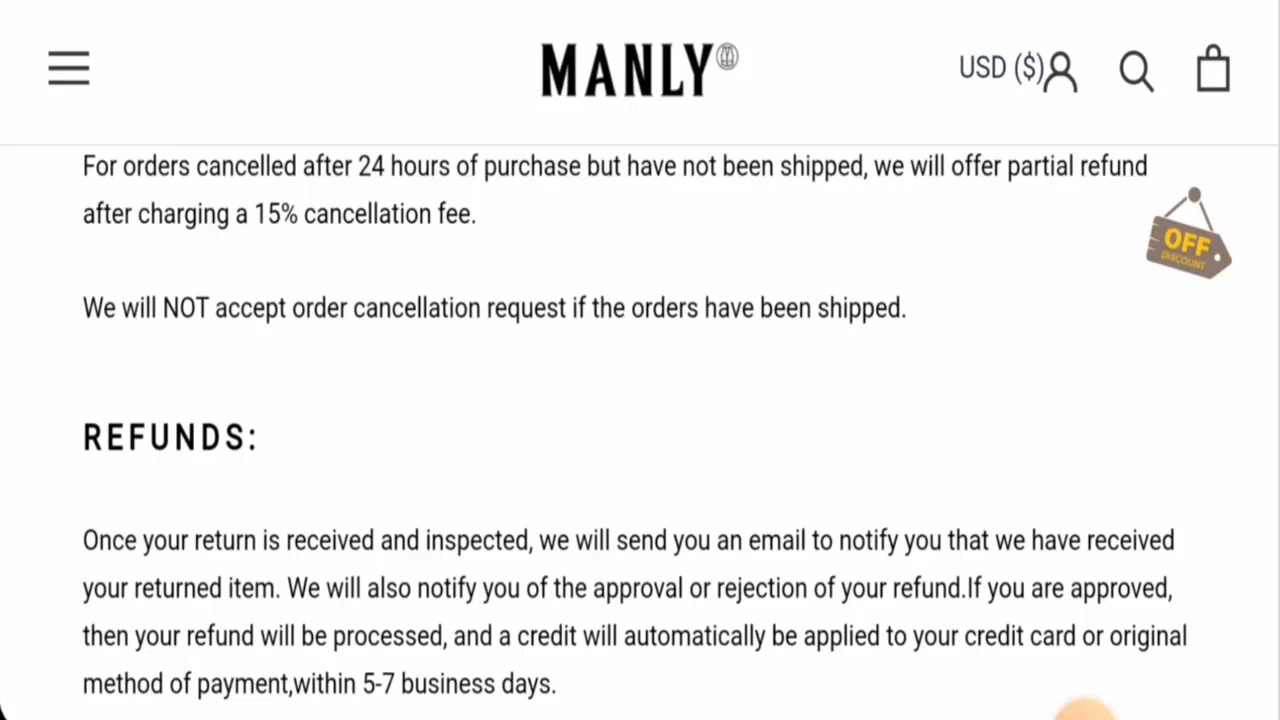 MANLY
USD ($)
For orders cancelled after 24 hours of purchase but have not been shipped, we will offer partial refund
after charging a 15% cancellation fee.
OFF
DISCOUNT
We will NOT accept order cancellation request if the orders have been shipped.
REFUNDS:
Once your return is received and inspected, we will send you an email to notify you that we have received
your returned item. We will also notify you of the approval or rejection of your refund.If you are approved,
then your refund will be processed, and a credit will automatically be applied to your credit card or original
method of payment,within 5-7 business days.